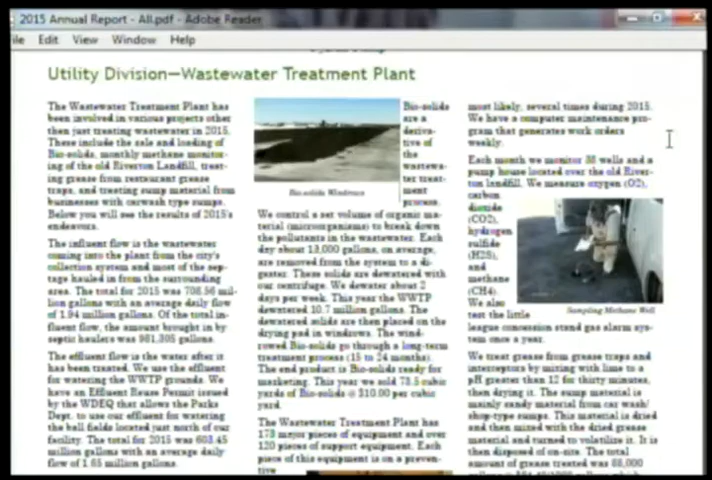 2015 Annual Report - All.pdf - Adobe Reader
ile Edit View Window Help
Utility Division—Wastewater Treatment Plant
The Wastewater Treatment Plant has
been involved in various projects other
then just treating wastewater in 2015.
These include the sale and loading of
Bio-solids, monthly methane monitor-
ing of the old Riverton Landfill, treat-
ing grease from restaurant grease
traps, and treating sump material from
businesses with carwash type sumps.
Below you will see the results of 2015's
endeavors.
The influent flow is the wastewater
coming into the plant from the city's
collection system and most of the sep-
tage hauled in from the surrounding
area. The total for 2015 was 708.56 mil-
lion gallons with an average daily flow
of 1.94 million gallons. Of the total in-
fluent flow, the amount brought in by
septic haulers was 981,305 gallons.
The effluent flow is the water after it
has been treated. We use the effluent
for watering the WWTP grounds. We
have an Effluent Reuse Permit issued
by the WDEQ that allows the Parks
Dept. to use our effluent for watering
the ball fields located just north of our
facility. The total for 2015 was 603.45
million gallons with an average daily
flow of 1.65 million gallons.
Bio-solids
are a
deriva-
tive of
the
wastewa-
ter treat-
ment
process.
Bio-solids Windrows
We control a set volume of organic ma-
terial (microorganisms) to break down
the pollutants in the wastewater. Each
day about 13,000 gallons, on average,
are removed from the system to a di-
gester. These solids are dewatered with
our centrifuge. We dewater about 2
days per week. This year the WWTP
dewatered 10.7 million gallons. The
dewatered solids are then placed on the
drying pad in windrows. The wind-
rowed Bio-solids go through a long-term
treatment process (15 to 24 months).
The end product is Bio-solids ready for
marketing. This year we sold 73.5 cubic
yards of Bio-solids @ $10.00 per cubic
yard.
The Wastewater Treatment Plant has
173 major pieces of equipment and over
120 pieces of support equipment. Each
piece of this equipment is on a preven-
tive
most likely, several times during 2015.
We have a computer maintenance pro-
gram that generates work orders
weekly.
Each month we monitor walls and a
pump house located over the old River-
ton landfill. We measure oxygen (O2),
carbon
dioxide
(CO2),
hydrogen
sulfide
(H2S),
and
methane
(CH4).
We also
test the little
Sampling Methane Well
league concession stand gas alarm sys-
tem once a year.
We treat grease from grease traps and
interceptors by mixing with lime to a
pH greater than 12 for thirty minutes,
then drying it. The sump material is
mainly sandy material from car wash/
shop-type sumps. This material is dried
and then mixed with the dried grease
material and turned to volatilize it. It is
then disposed of on-site. The total
amount of grease treated was